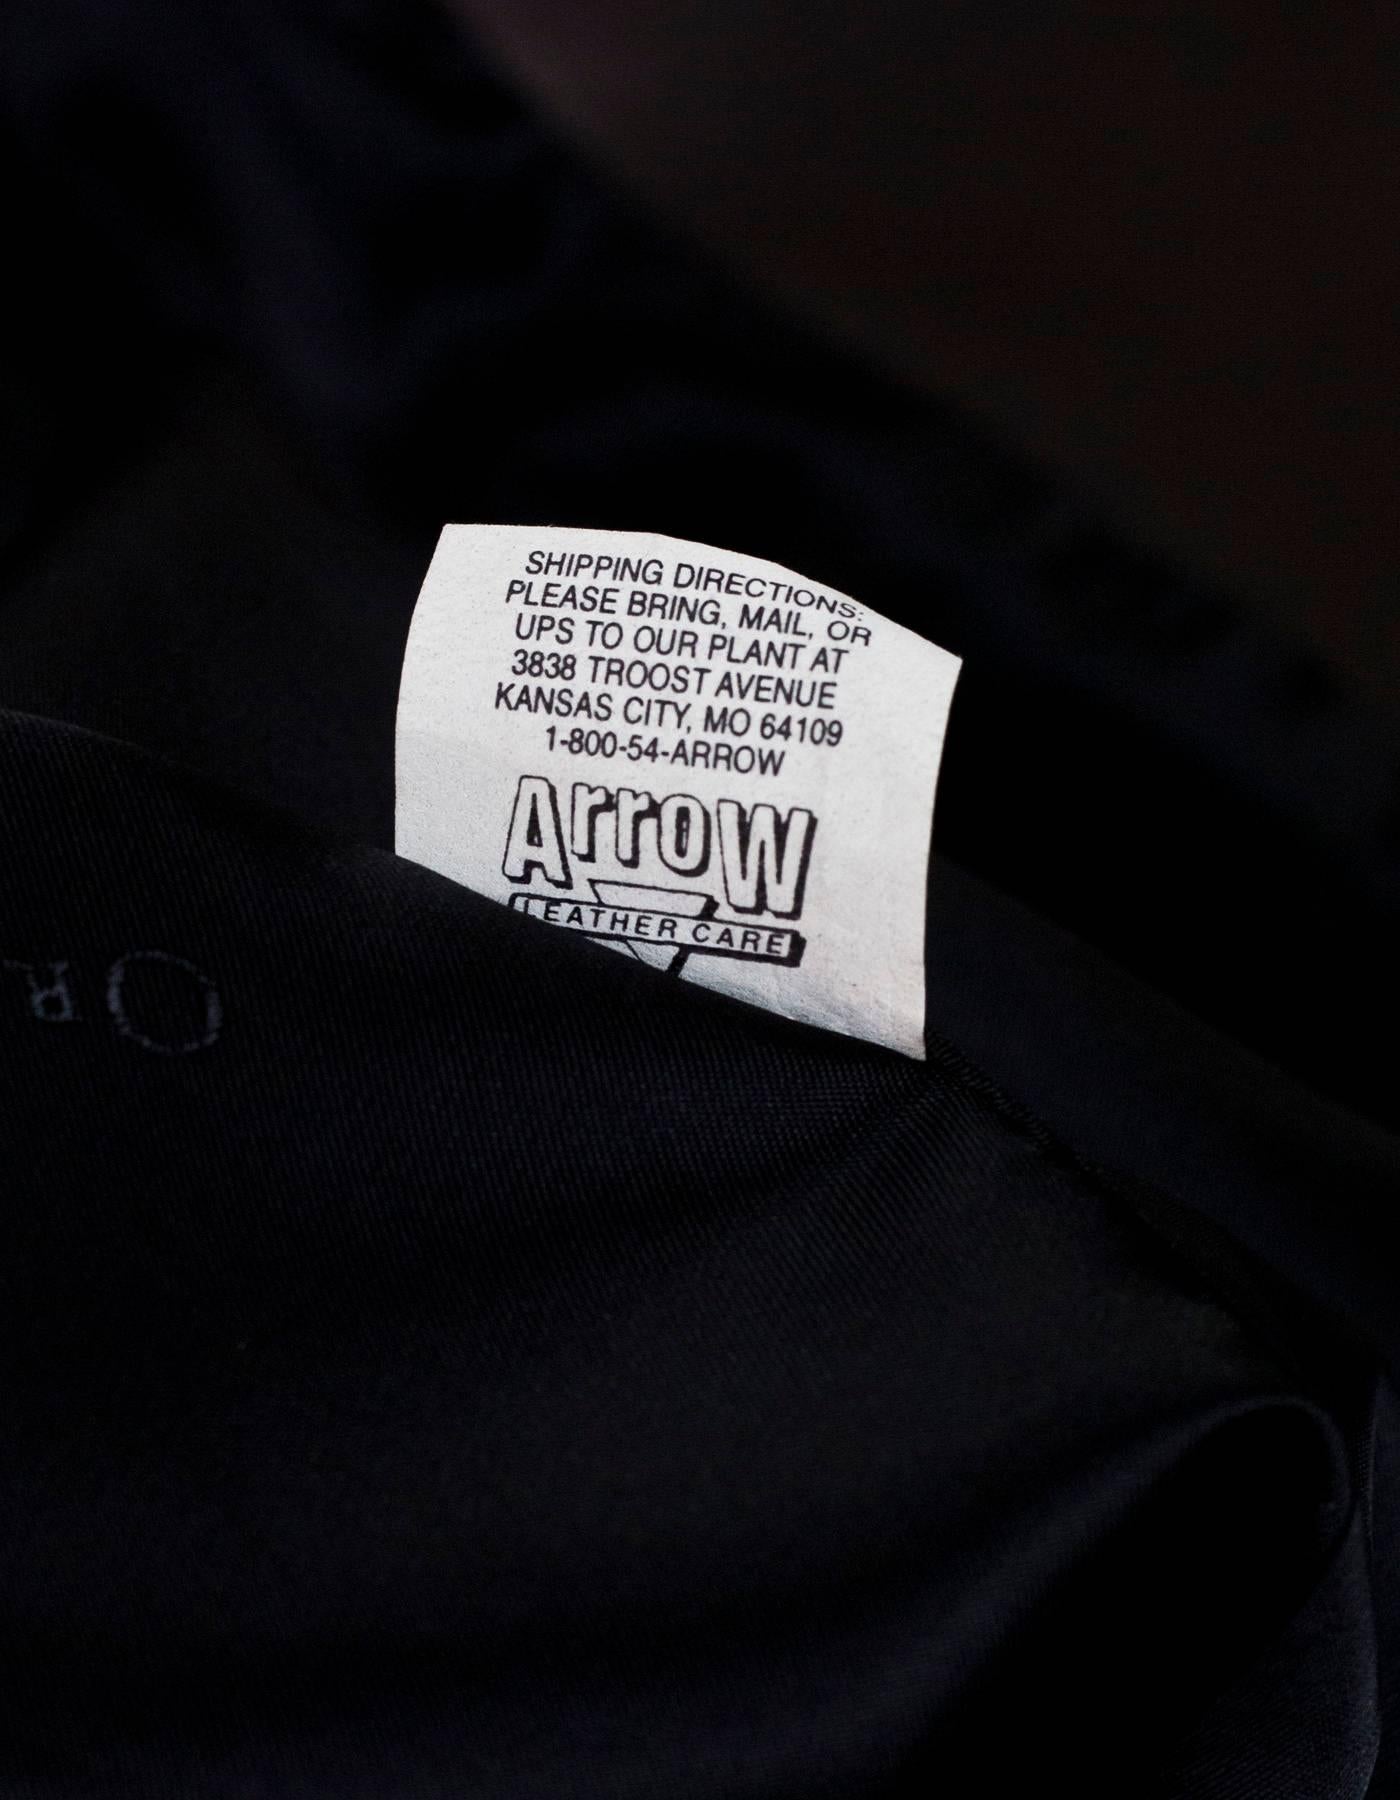 SHIPPING DIRECTIONS:
PLEASE BRING, MAIL, OR
UPS TO OUR PLANT AT
3838 TROOST AVENUE
KANSAS CITY, MO 64109
1-800-54-ARROW
Arrow
LEATHER CARE
OR